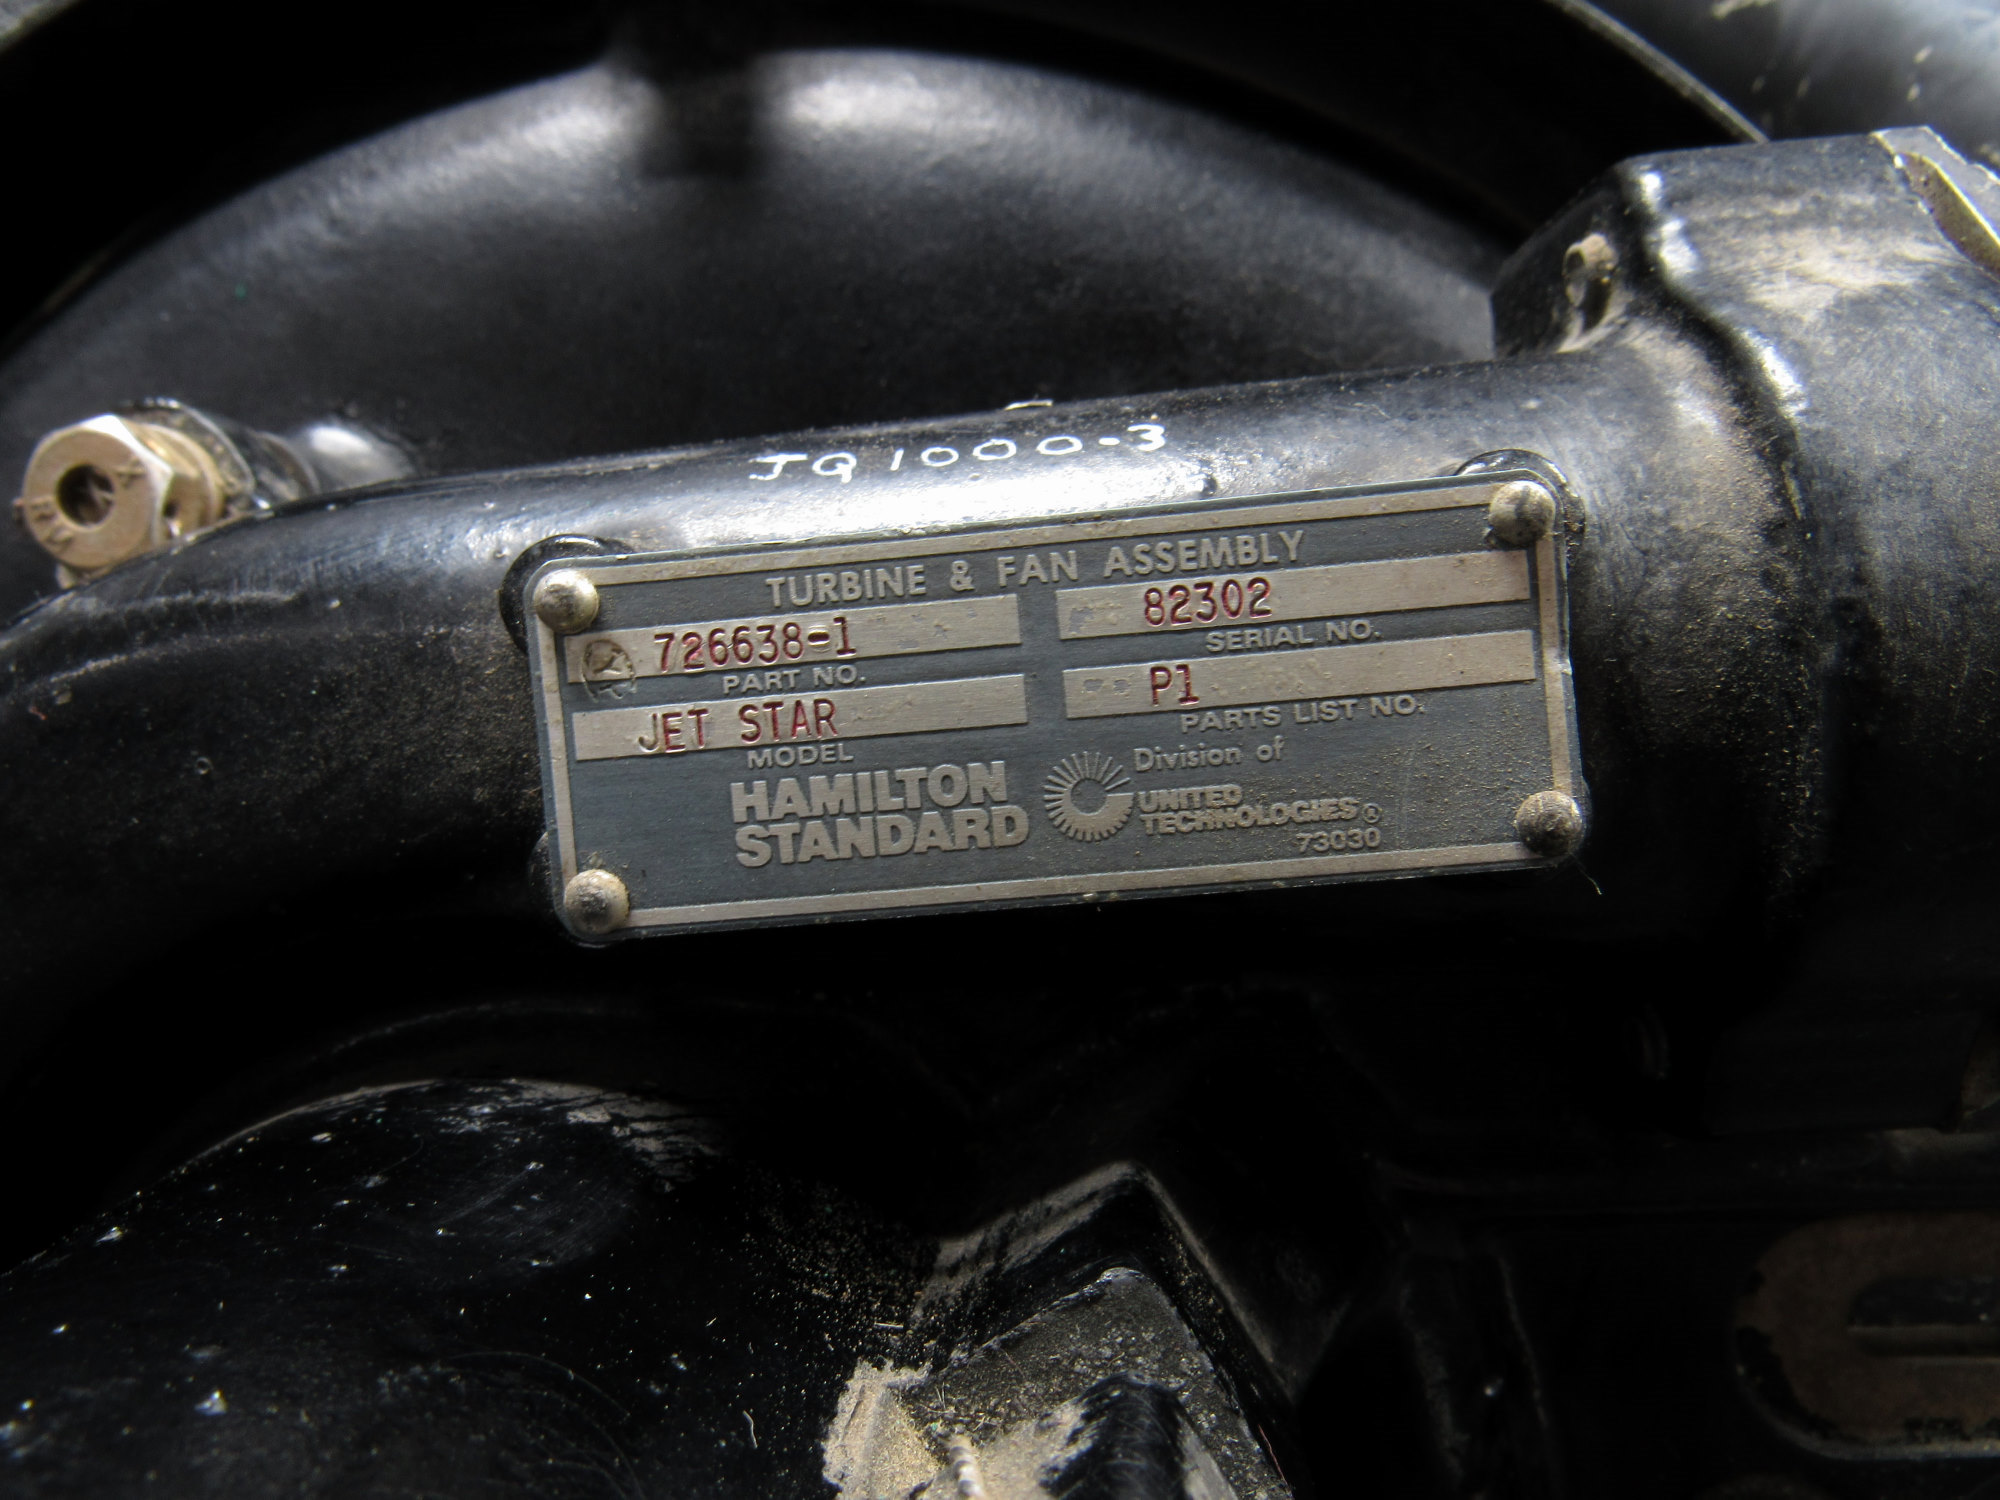 JQ1000-3
TURBINE & FAN ASSEMBLY
726638-1 82302
PART NO. SERIAL NO.
JET STAR P1
MODEL PARTS LIST NO.
HAMILTON STANDARD
Division of
UNITED TECHNOLOGIES®
73030